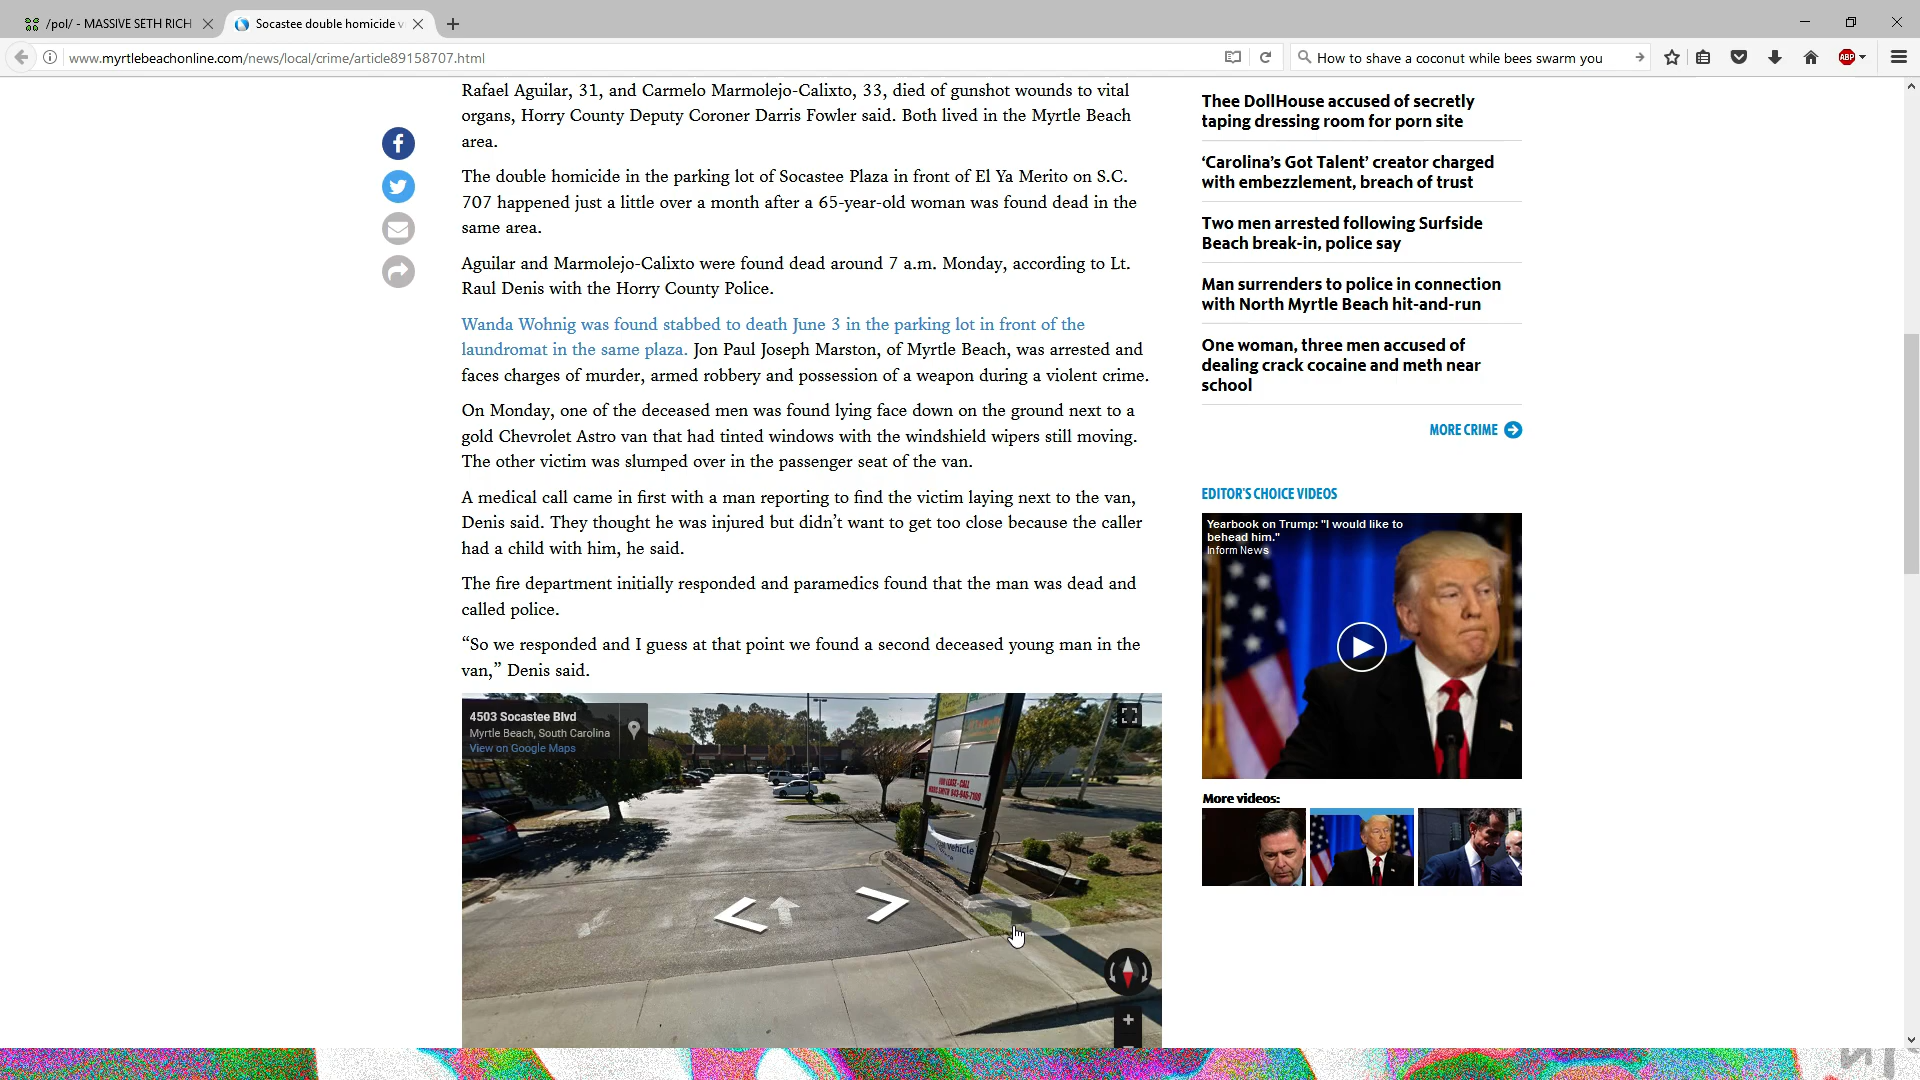 /pol/ - MASSIVE SETH RICH
Socastee double homicide v
www.myrtlebeachonline.com/news/local/crime/article89158707.html
How to shave a coconut while bees swarm you
ABP
Rafael Aguilar, 31, and Carmelo Marmolejo-Calixto, 33, died of gunshot wounds to vital
organs, Horry County Deputy Coroner Darris Fowler said. Both lived in the Myrtle Beach
area.
The double homicide in the parking lot of Socastee Plaza in front of El Ya Merito on S.C.
707 happened just a little over a month after a 65-year-old woman was found dead in the
same area.
Aguilar and Marmolejo-Calixto were found dead around 7 a.m. Monday, according to Lt.
Raul Denis with the Horry County Police.
Wanda Wohnig was found stabbed to death June 3 in the parking lot in front of the
laundromat in the same plaza. Jon Paul Joseph Marston, of Myrtle Beach, was arrested and
faces charges of murder, armed robbery and possession of a weapon during a violent crime.
On Monday, one of the deceased men was found lying face down on the ground next to a
gold Chevrolet Astro van that had tinted windows with the windshield wipers still moving.
The other victim was slumped over in the passenger seat of the van.
A medical call came in first with a man reporting to find the victim laying next to the van,
Denis said. They thought he was injured but didn’t want to get too close because the caller
had a child with him, he said.
The fire department initially responded and paramedics found that the man was dead and
called police.
“So we responded and I guess at that point we found a second deceased young man in the
van,” Denis said.
4503 Socastee Blvd
Myrtle Beach, South Carolina
View on Google Maps
Thee DollHouse accused of secretly
taping dressing room for porn site
‘Carolina’s Got Talent’ creator charged
with embezzlement, breach of trust
Two men arrested following Surfside
Beach break-in, police say
Man surrenders to police in connection
with North Myrtle Beach hit-and-run
One woman, three men accused of
dealing crack cocaine and meth near
school
MORE CRIME
EDITOR'S CHOICE VIDEOS
Yearbook on Trump: "I would like to
behead him."
Inform News
More videos: